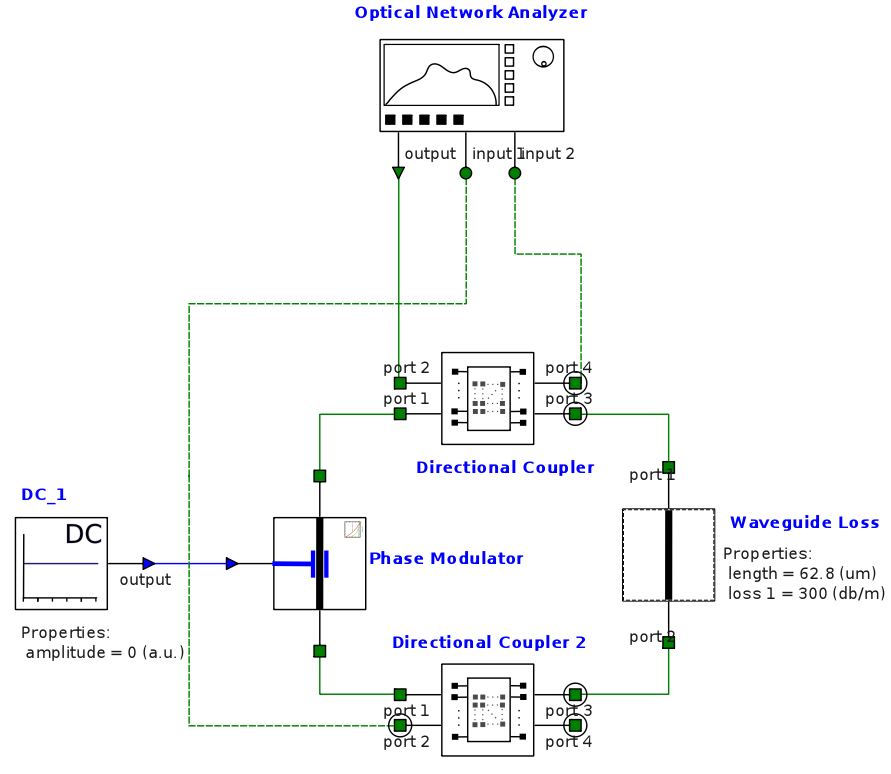 Optical Network Analyzer
output
input 1
input 2
port 2
port 4
port 1
port 3
Directional Coupler
port 1
DC_1
DC
output
Phase Modulator
Waveguide Loss
Properties:
length = 62.8 (um)
loss 1 = 300 (db/m)
Properties:
amplitude = 0 (a.u.)
port 2
Directional Coupler 2
port 1
port 3
port 2
port 4